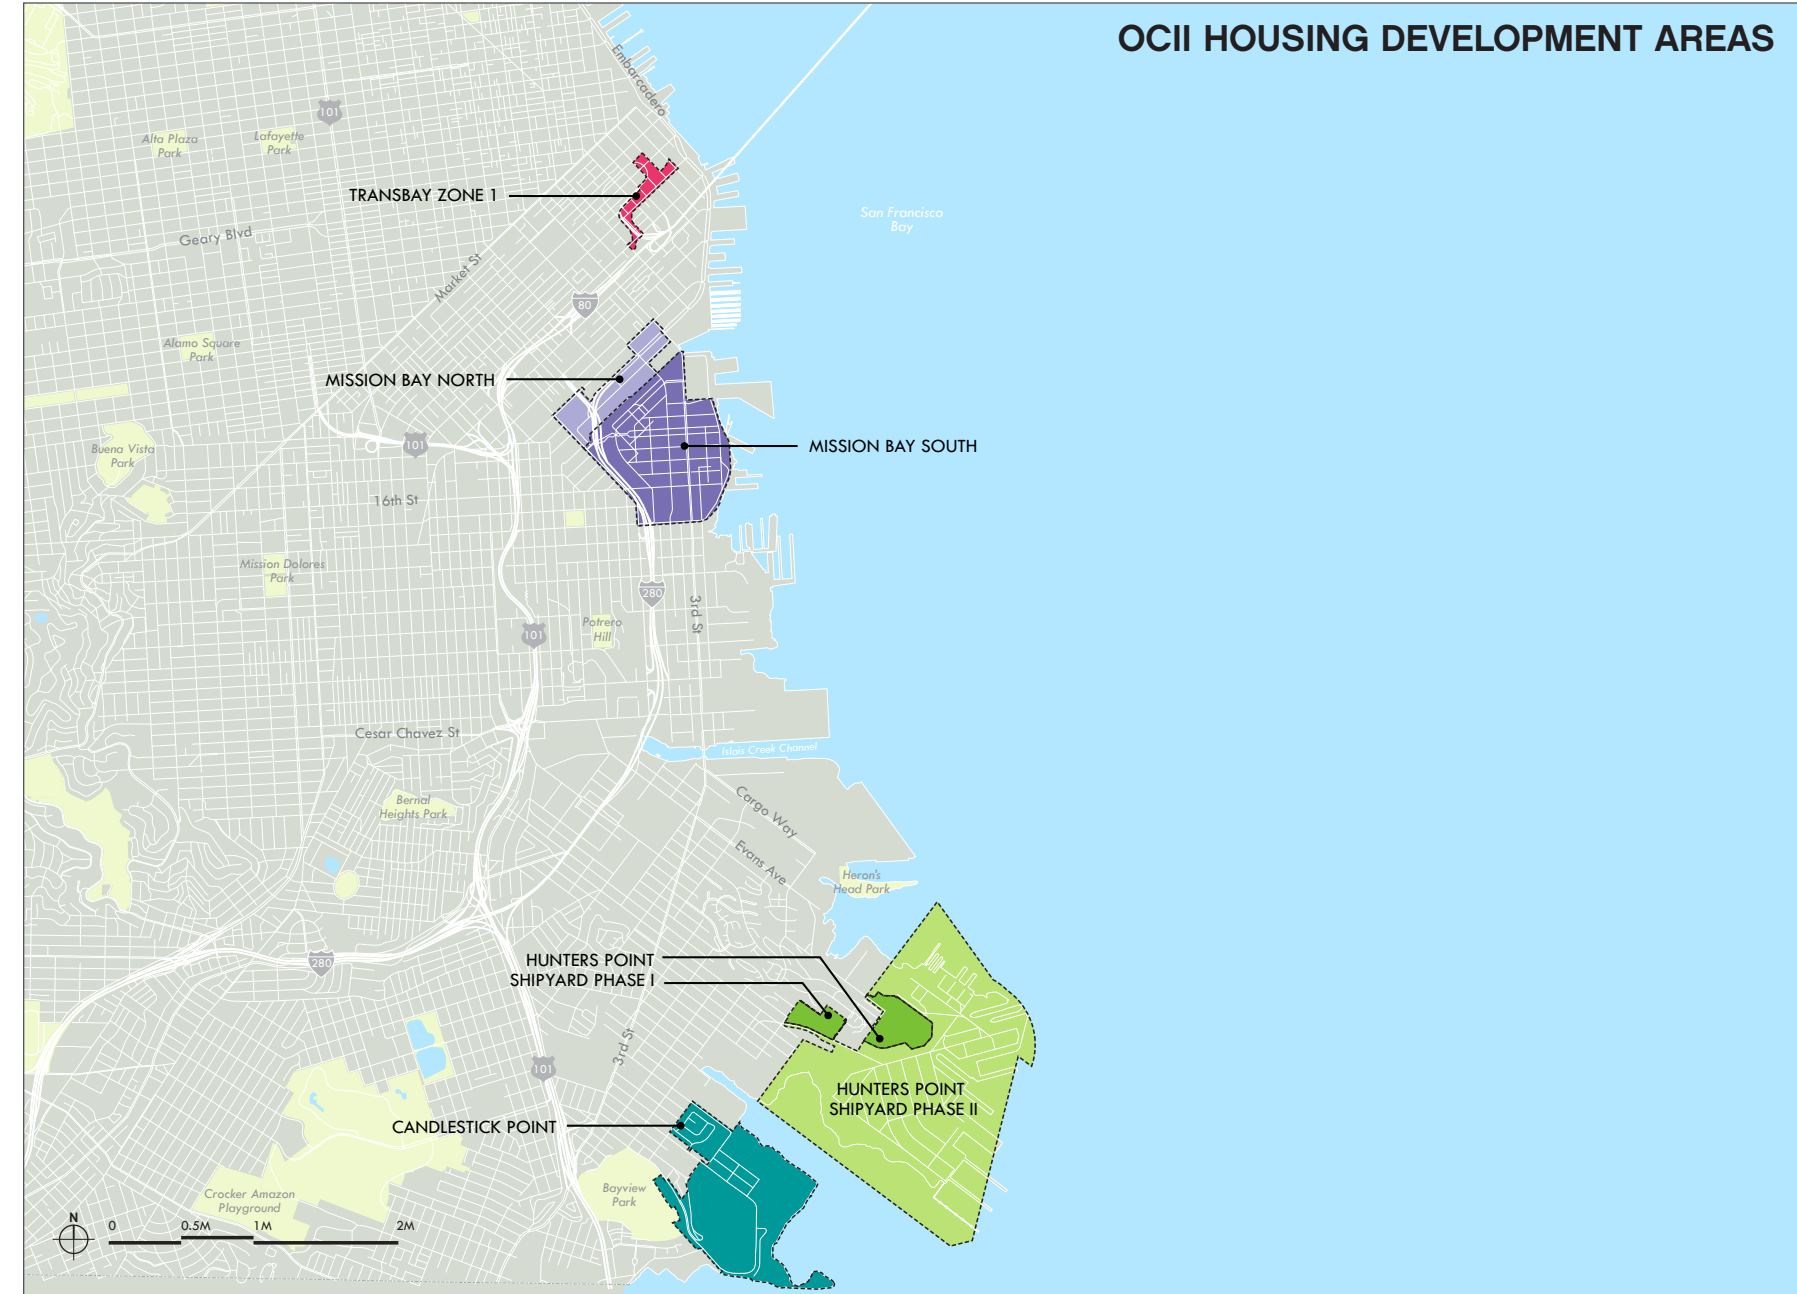 OCII HOUSING DEVELOPMENT AREAS
Embarcadero
101
Alta Plaza
Park
Lafayette
Park
TRANSBAY ZONE 1
San Francisco
Bay
Geary Blvd
Market St
80
Alamo Square
Park
MISSION BAY NORTH
Buena Vista
Park
101
MISSION BAY SOUTH
16th St
Mission Dolores
Park
280
3rd St
101
Potrero
Hill
Cesar Chavez St
Islais Creek Channel
Bernal
Heights Park
Cargo Way
Evans Ave
Heron's
Head Park
280
HUNTERS POINT
SHIPYARD PHASE I
3rd St
101
HUNTERS POINT
SHIPYARD PHASE II
CANDLESTICK POINT
Crocker Amazon
Playground
Bayview
Park
N
0 0.5M 1M 2M